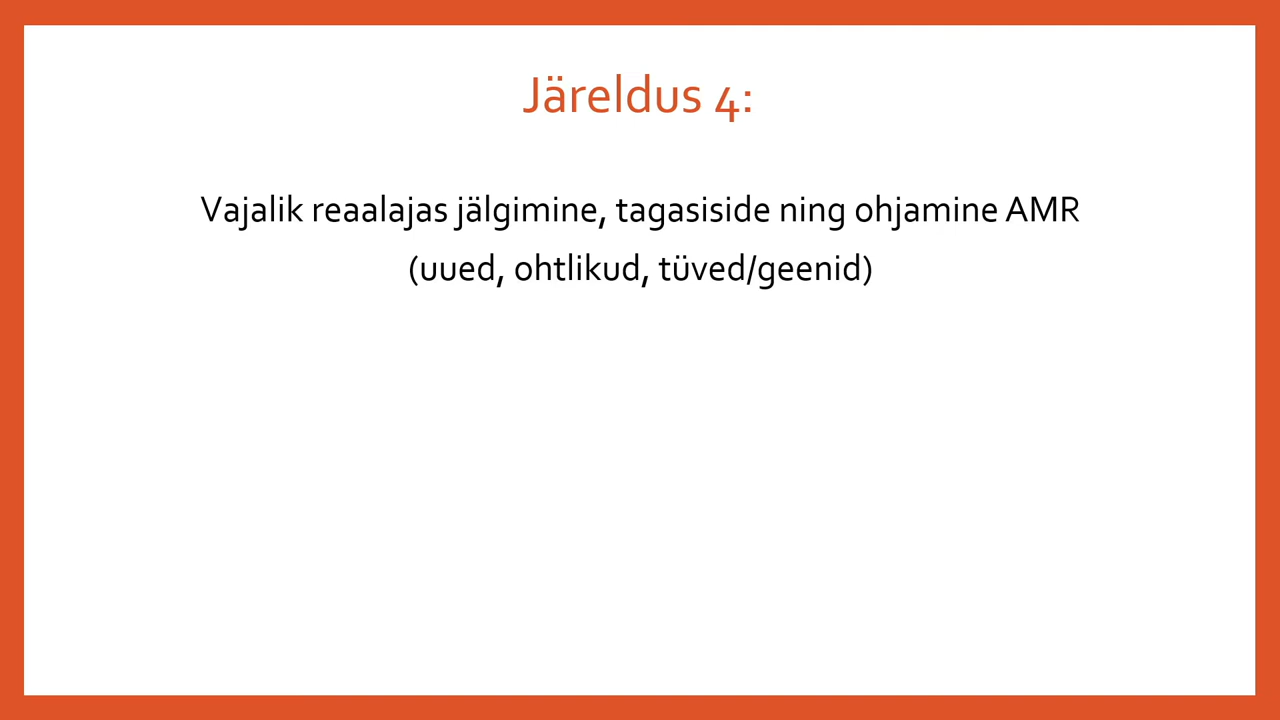 Järeldus 4:
Vajalik reaalajas jälgimine, tagasiside ning ohjamine AMR
(uued, ohtlikud, tüved/geenid)